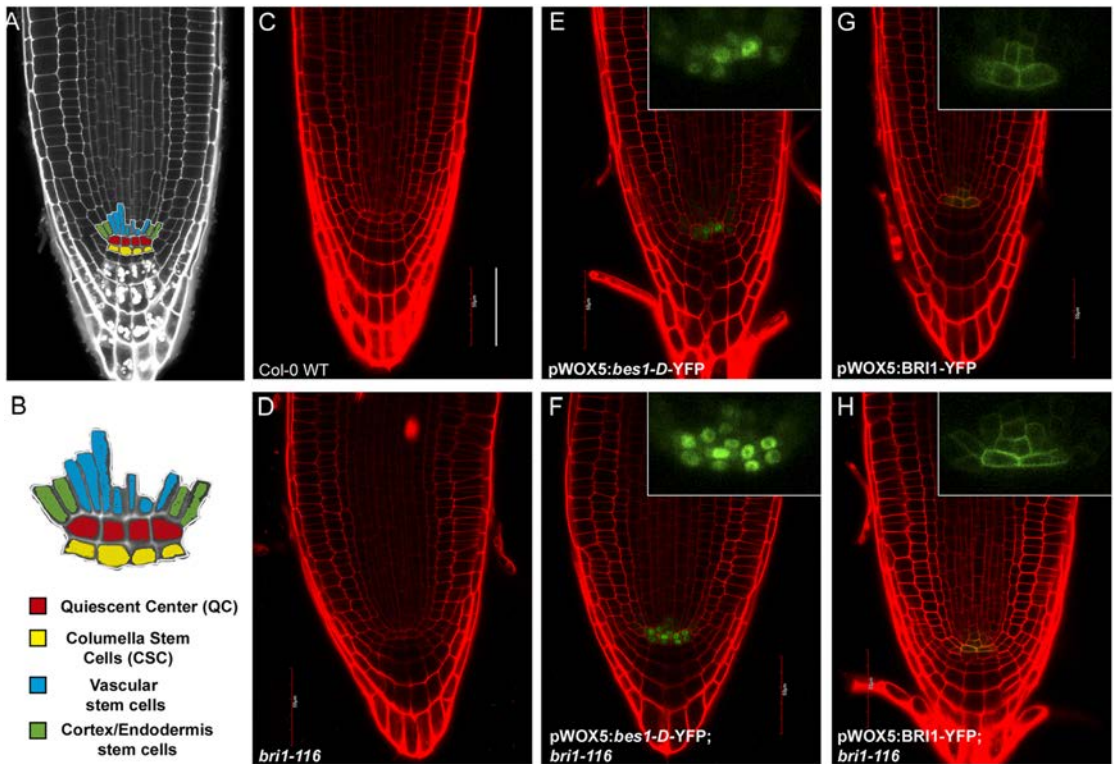 A
B
Quiescent Center (QC)
Columella Stem
Cells (CSC)
Vascular
stem cells
Cortex/Endodermis
stem cells
C
Col-0 WT
D
bri1-116
E
pWOX5:bes1-D-YFP
F
pWOX5:bes1-D-YFP;
bri1-116
G
pWOX5:BRI1-YFP
H
pWOX5:BRI1-YFP;
bri1-116